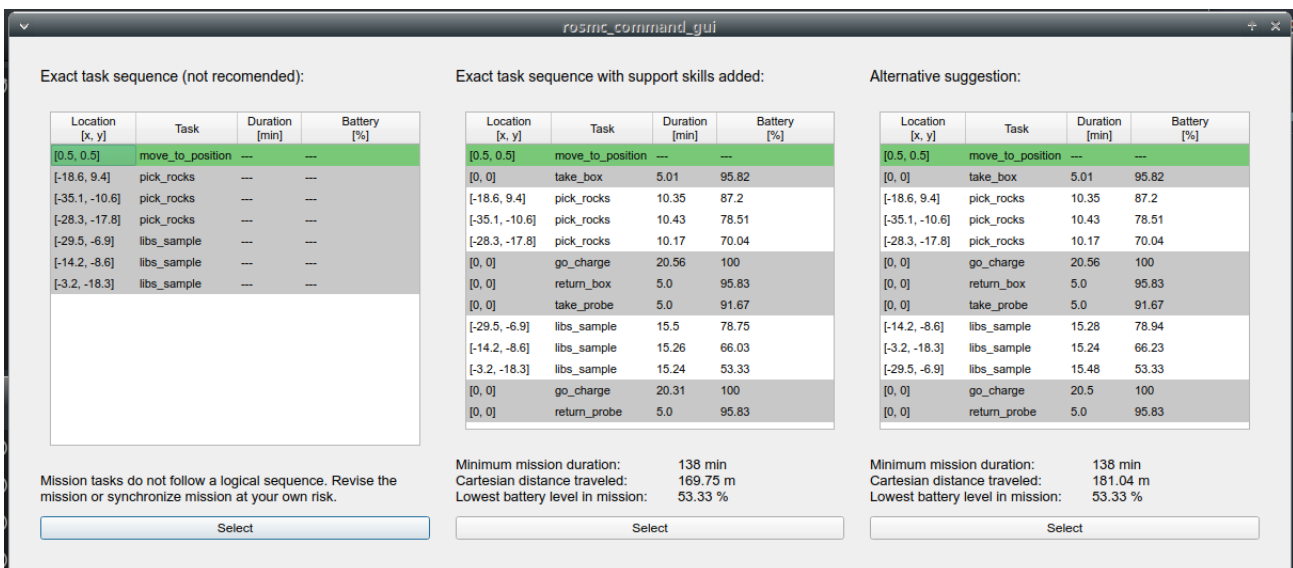 rosmc_command_gui
Exact task sequence (not recomended):
Location [x, y] Task Duration [min] Battery [%]
[0.5, 0.5] move_to_position --- ---
[-18.6, 9.4] pick_rocks --- ---
[-35.1, -10.6] pick_rocks --- ---
[-28.3, -17.8] pick_rocks --- ---
[-29.5, -6.9] libs_sample --- ---
[-14.2, -8.6] libs_sample --- ---
[-3.2, -18.3] libs_sample --- ---
Mission tasks do not follow a logical sequence. Revise the
mission or synchronize mission at your own risk.
Select
Exact task sequence with support skills added:
Location [x, y] Task Duration [min] Battery [%]
[0.5, 0.5] move_to_position --- ---
[0, 0] take_box 5.01 95.82
[-18.6, 9.4] pick_rocks 10.35 87.2
[-35.1, -10.6] pick_rocks 10.43 78.51
[-28.3, -17.8] pick_rocks 10.17 70.04
[0, 0] go_charge 20.56 100
[0, 0] return_box 5.0 95.83
[0, 0] take_probe 5.0 91.67
[-29.5, -6.9] libs_sample 15.5 78.75
[-14.2, -8.6] libs_sample 15.26 66.03
[-3.2, -18.3] libs_sample 15.24 53.33
[0, 0] go_charge 20.31 100
[0, 0] return_probe 5.0 95.83
Minimum mission duration: 138 min
Cartesian distance traveled: 169.75 m
Lowest battery level in mission: 53.33 %
Select
Alternative suggestion:
Location [x, y] Task Duration [min] Battery [%]
[0.5, 0.5] move_to_position --- ---
[0, 0] take_box 5.01 95.82
[-18.6, 9.4] pick_rocks 10.35 87.2
[-35.1, -10.6] pick_rocks 10.43 78.51
[-28.3, -17.8] pick_rocks 10.17 70.04
[0, 0] go_charge 20.56 100
[0, 0] return_box 5.0 95.83
[0, 0] take_probe 5.0 91.67
[-14.2, -8.6] libs_sample 15.28 78.94
[-3.2, -18.3] libs_sample 15.24 66.23
[-29.5, -6.9] libs_sample 15.48 53.33
[0, 0] go_charge 20.5 100
[0, 0] return_probe 5.0 95.83
Minimum mission duration: 138 min
Cartesian distance traveled: 181.04 m
Lowest battery level in mission: 53.33 %
Select